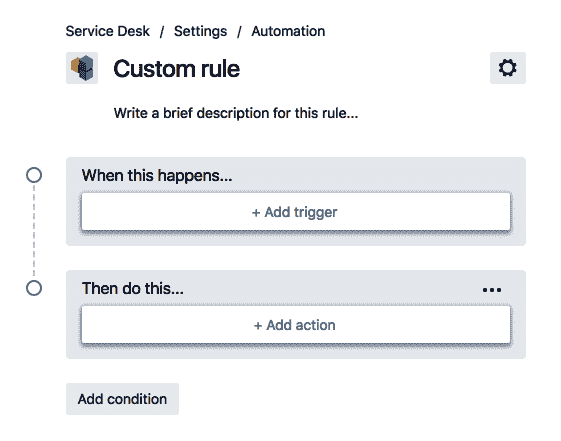 Service Desk / Settings / Automation
Custom rule
Write a brief description for this rule...
When this happens...
+ Add trigger
Then do this...
+ Add action
Add condition